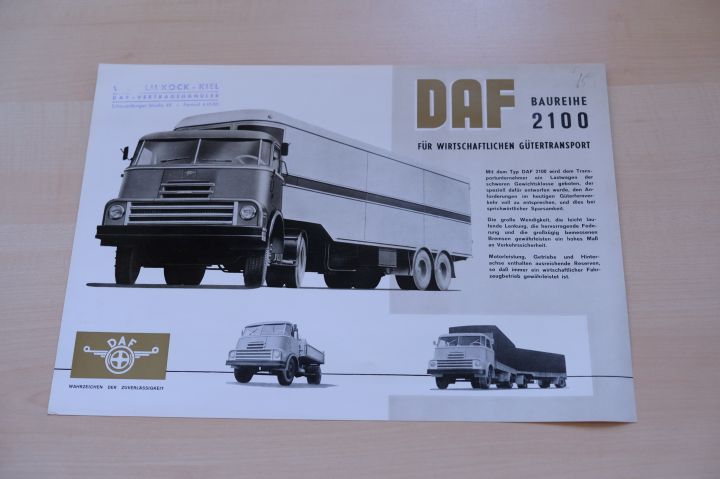 KOCK - KIEL
DAF - VERTRAGSHÄNDLER
DAF BAUREIHE
2100
FÜR WIRTSCHAFTLICHEN GÜTERTRANSPORT
Mit dem Typ DAF 2100 wird dem Trans-
portunternehmer ein Lastwagen der
schweren Gewichtsklasse geboten, der
speziell dafür entworfen wurde, den An-
forderungen im heutigen Güterfernver-
kehr voll zu entsprechen, und dies bei
sprichwörtlicher Sparsamkeit.
Die große Wendigkeit, die leicht lau-
fende Lenkung, die hervorragende Fede-
rung und die großzügig bemessenen
Bremsen gewährleisten ein hohes Maß
an Verkehrssicherheit.
Motorleistung, Getriebe und Hinter-
achse enthalten ausreichende Reserven,
so daß immer ein wirtschaftlicher Fahr-
zeugbetrieb gewährleistet ist.
DAF
WAHRZEICHEN DER ZUVERLÄSSIGKEIT